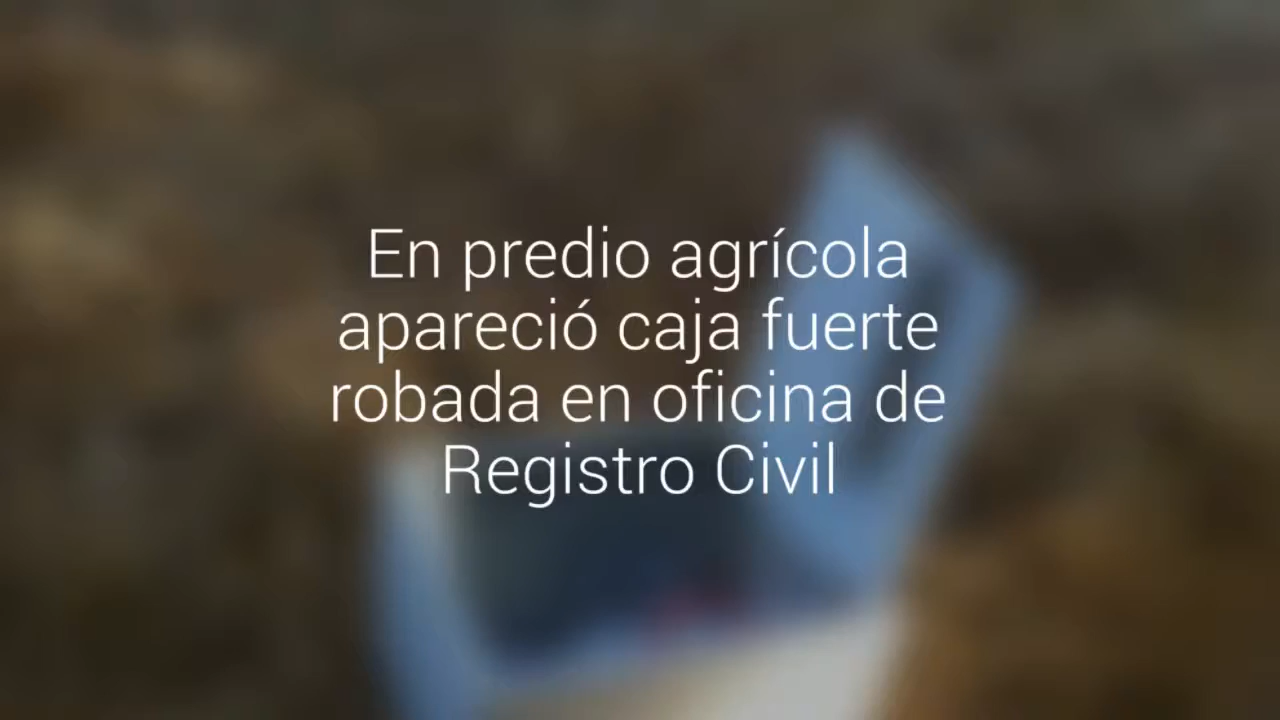 En predio agrícola
apareció caja fuerte
robada en oficina de
Registro Civil